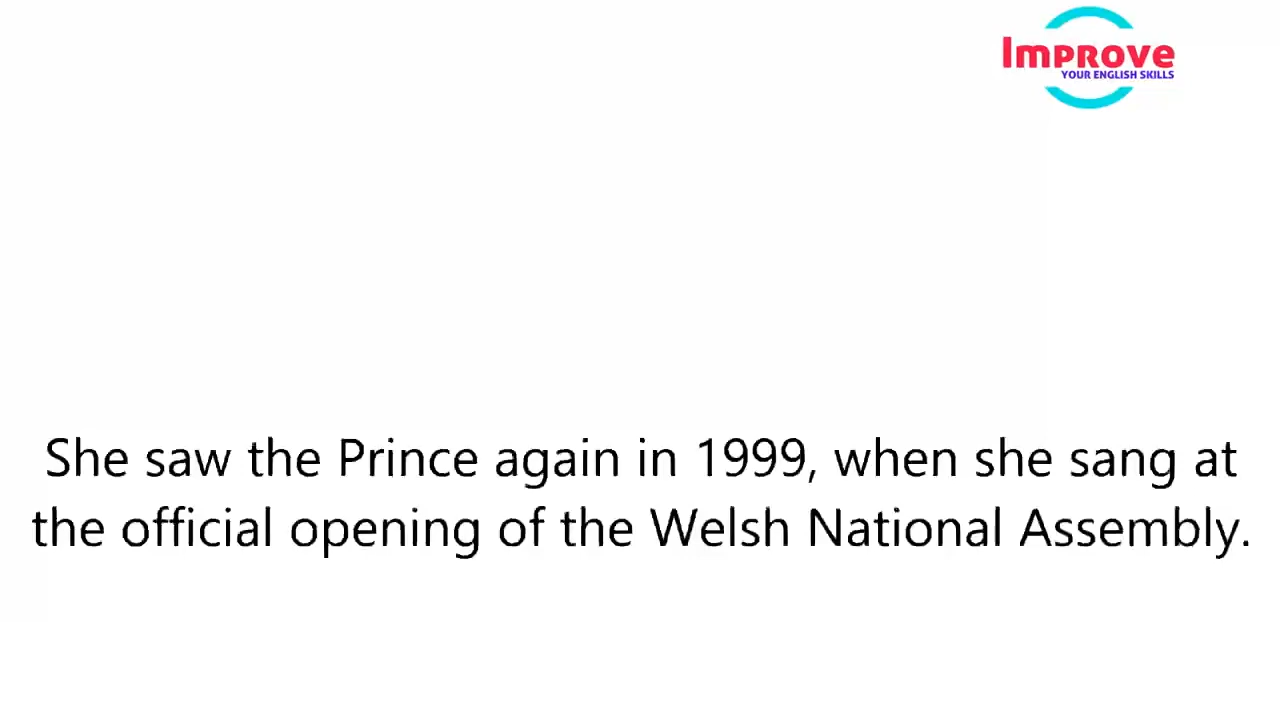 Improve
YOUR ENGLISH SKILLS
She saw the Prince again in 1999, when she sang at
the official opening of the Welsh National Assembly.